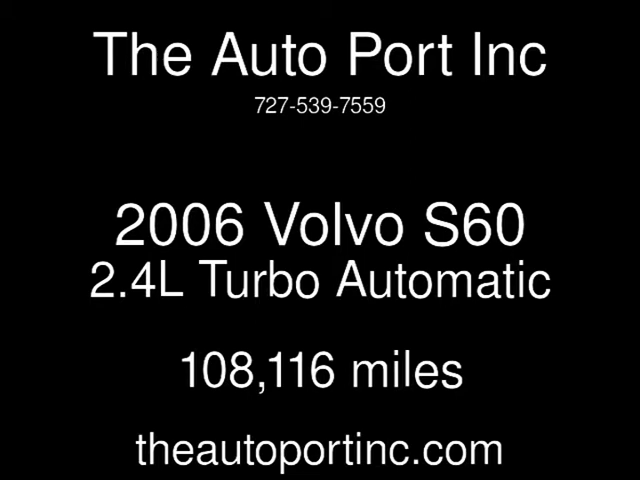 The Auto Port Inc
727-539-7559
2006 Volvo S60
2.4L Turbo Automatic
108,116 miles
theautoportinc.com